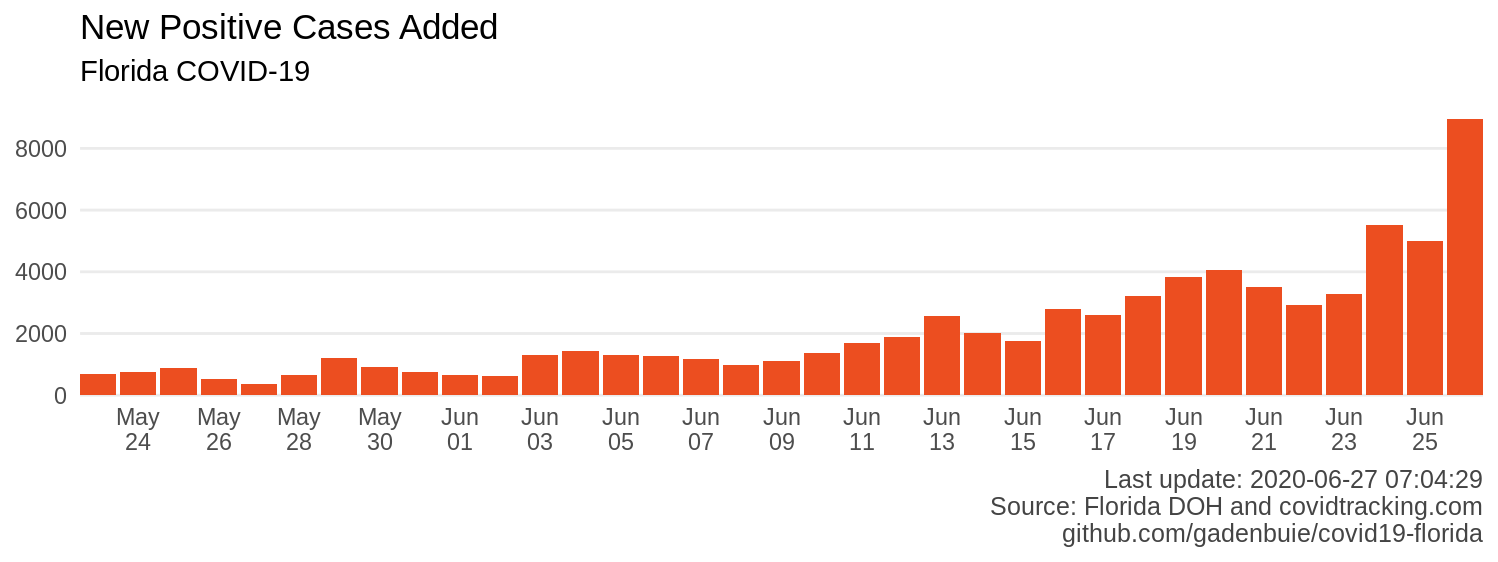 New Positive Cases Added
Florida COVID-19
8000
6000
4000
2000
0
May May May May Jun Jun Jun Jun Jun Jun Jun Jun Jun Jun Jun Jun Jun
24 26 28 30 01 03 05 07 09 11 13 15 17 19 21 23 25
Last update: 2020-06-27 07:04:29
Source: Florida DOH and covidtracking.com
github.com/gadenbuie/covid19-florida